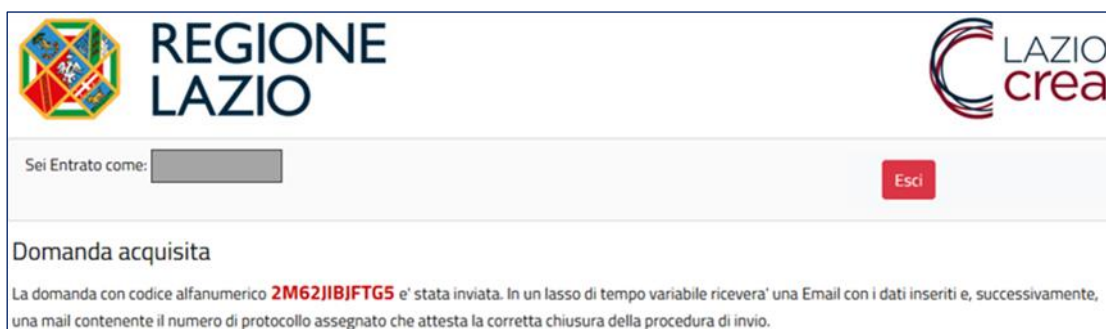 REGIONE
LAZIO
LAZIO
crea
Sei Entrato come:
Esci
Domanda acquisita
La domanda con codice alfanumerico 2M62JIBJFTG5 e' stata inviata. In un lasso di tempo variabile ricevera' una Email con i dati inseriti e, successivamente,
una mail contenente il numero di protocollo assegnato che attesta la corretta chiusura della procedura di invio.